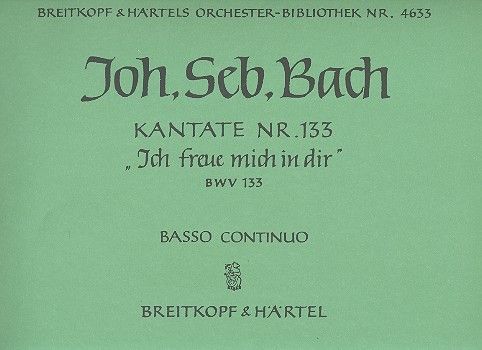 BREITKOPF & HÄRTELS ORCHESTER-BIBLIOTHEK NR. 4633
Joh. Seb. Bach
KANTATE NR. 133
„Ich freue mich in dir"
BWV 133
BASSO CONTINUO
BREITKOPF & HÄRTEL